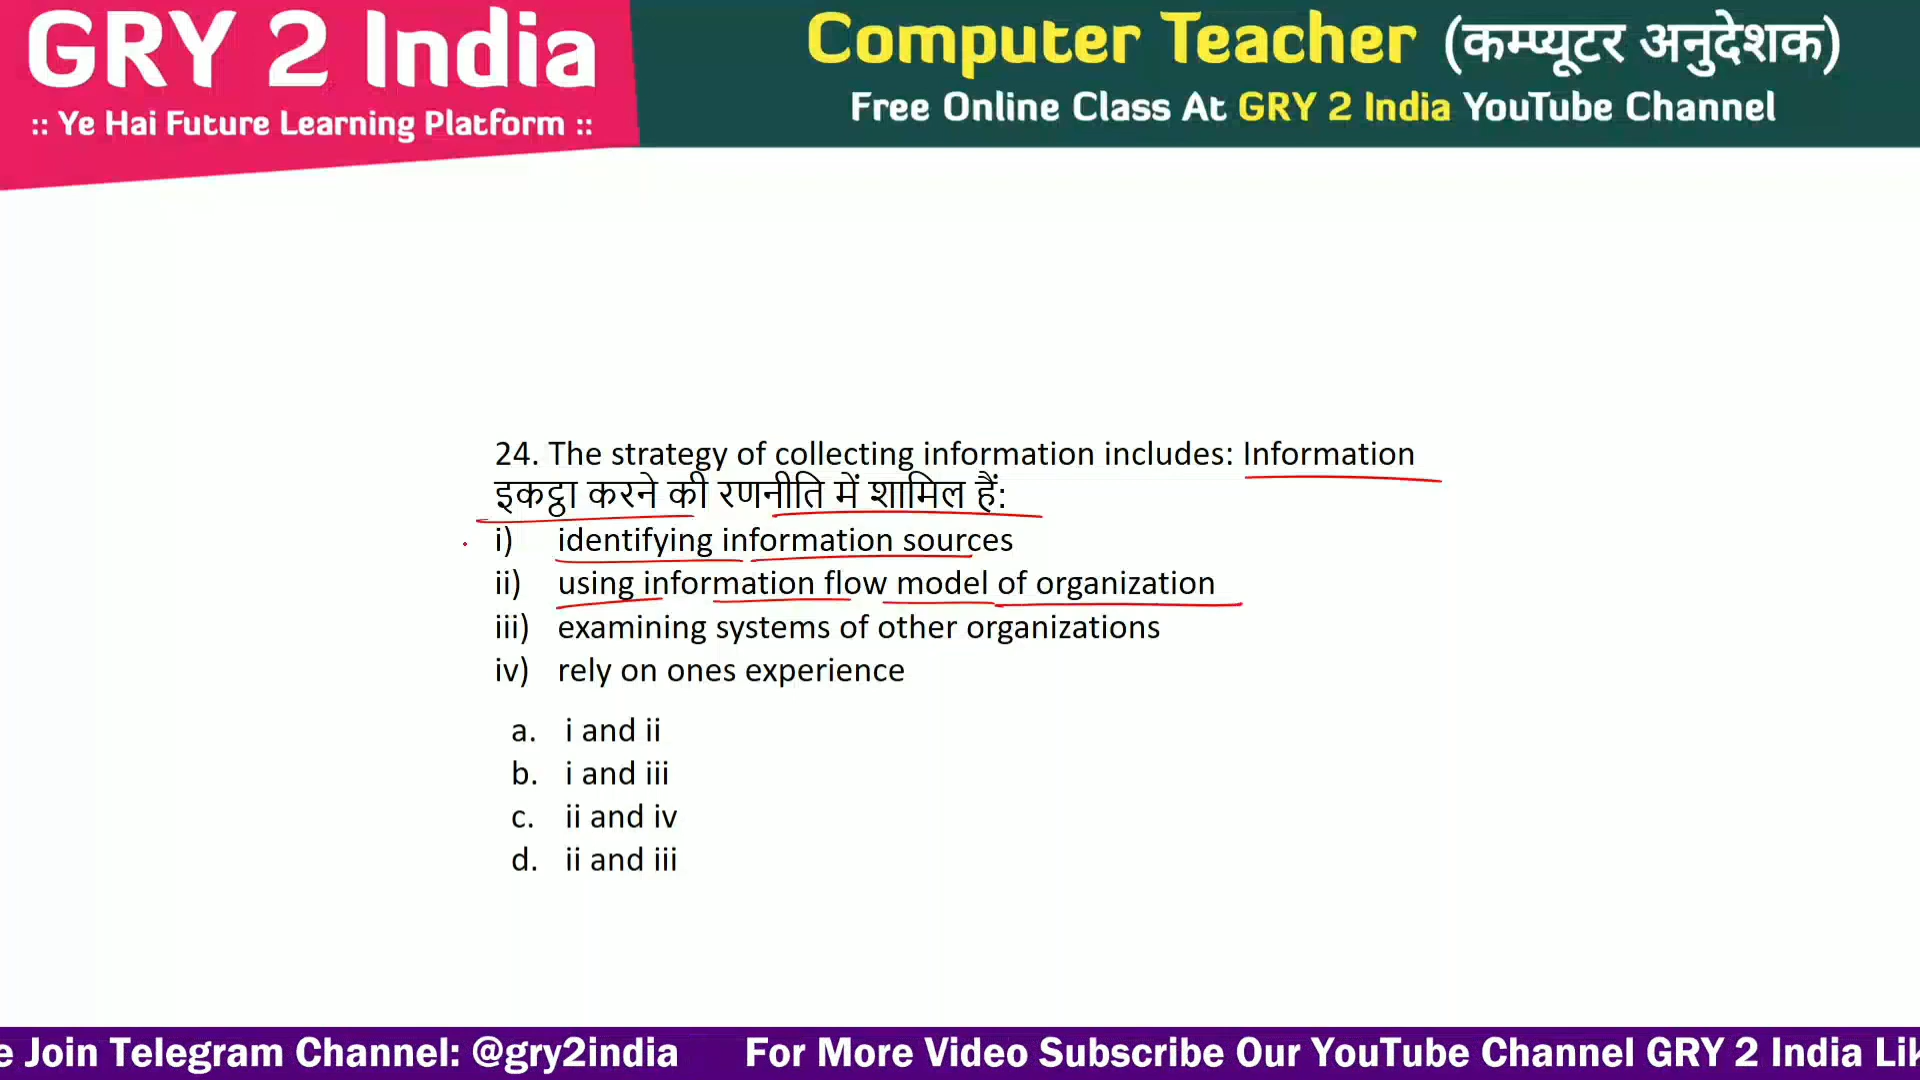 GRY 2 India
:: Ye Hai Future Learning Platform ::
Computer Teacher (कम्प्यूटर अनुदेशक)
Free Online Class At GRY 2 India YouTube Channel
24. The strategy of collecting information includes: Information
इकट्ठा करने की रणनीति में शामिल हैं:
i) identifying information sources
ii) using information flow model of organization
iii) examining systems of other organizations
iv) rely on ones experience
a. i and ii
b. i and iii
c. ii and iv
d. ii and iii
e Join Telegram Channel: @gry2india For More Video Subscribe Our YouTube Channel GRY 2 India Lik